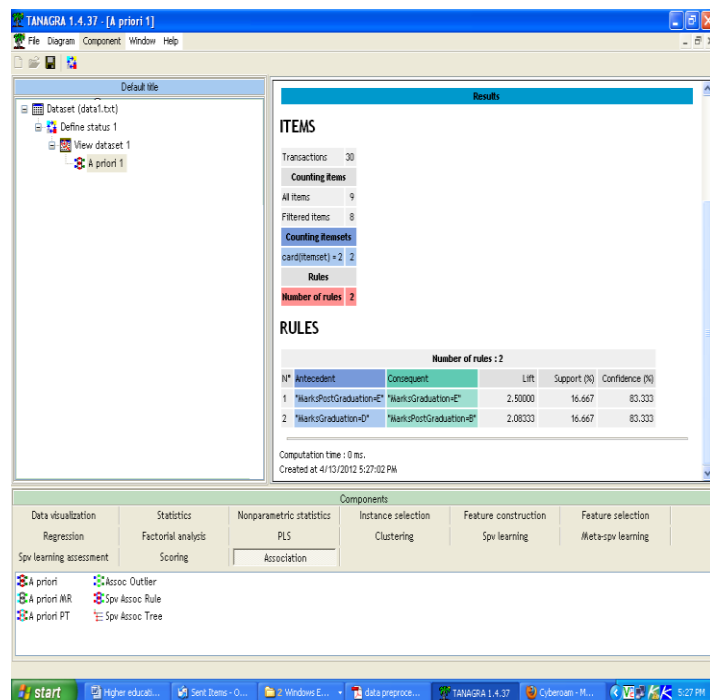 TANAGRA 1.4.37 - [A priori 1]
File Diagram Component Window Help
Default title
Dataset (data1.txt)
Define status 1
View dataset 1
A priori 1
Results
ITEMS
Transactions 30
Counting items
All items 9
Filtered items 8
Counting itemsets
card(itemset) = 2 2
Rules
Number of rules 2
RULES
Number of rules : 2
N° Antecedent Consequent Lift Support (%) Confidence (%)
1 "MarksPostGraduation=E" "MarksGraduation=E" 2.50000 16.667 83.333
2 "MarksGraduation=D" "MarksPostGraduation=B" 2.08333 16.667 83.333
Computation time : 0 ms.
Created at 4/13/2012 5:27:02 PM
Components
Data visualization Statistics Nonparametric statistics Instance selection Feature construction Feature selection
Regression Factorial analysis PLS Clustering Spv learning Meta-spv learning
Spv learning assessment Scoring Association
A priori Assoc Outlier
A priori MR Spv Assoc Rule
A priori PT Spv Assoc Tree
start Higher educati... Sent Items - O... 2 Windows E... data preproce... TANAGRA 1.4.37 Cyberoam - M... 5:27 PM